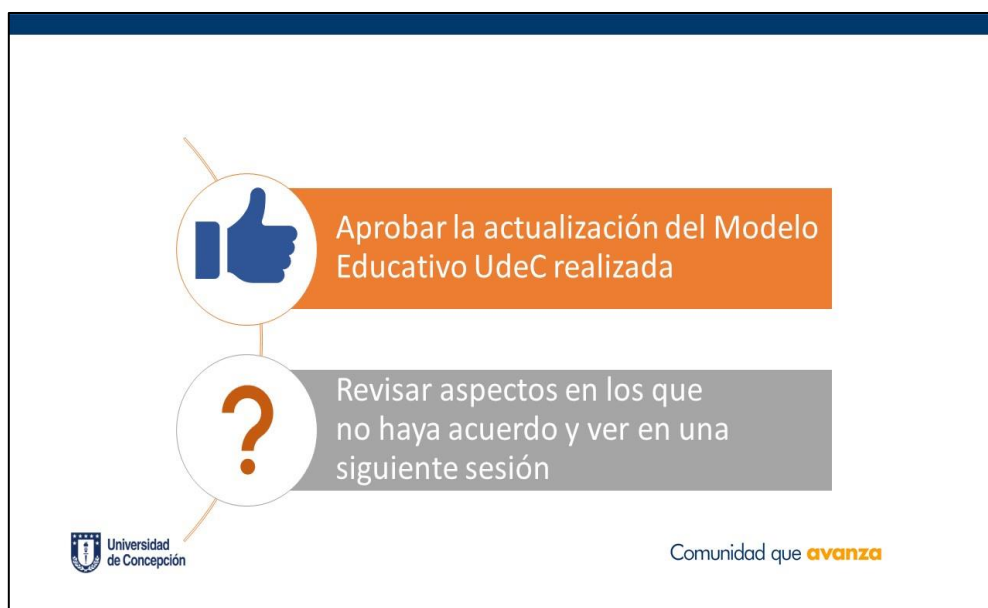 Aprobar la actualización del Modelo
Educativo UdeC realizada
?
Revisar aspectos en los que
no haya acuerdo y ver en una
siguiente sesión
Universidad
de Concepción
Comunidad que avanza